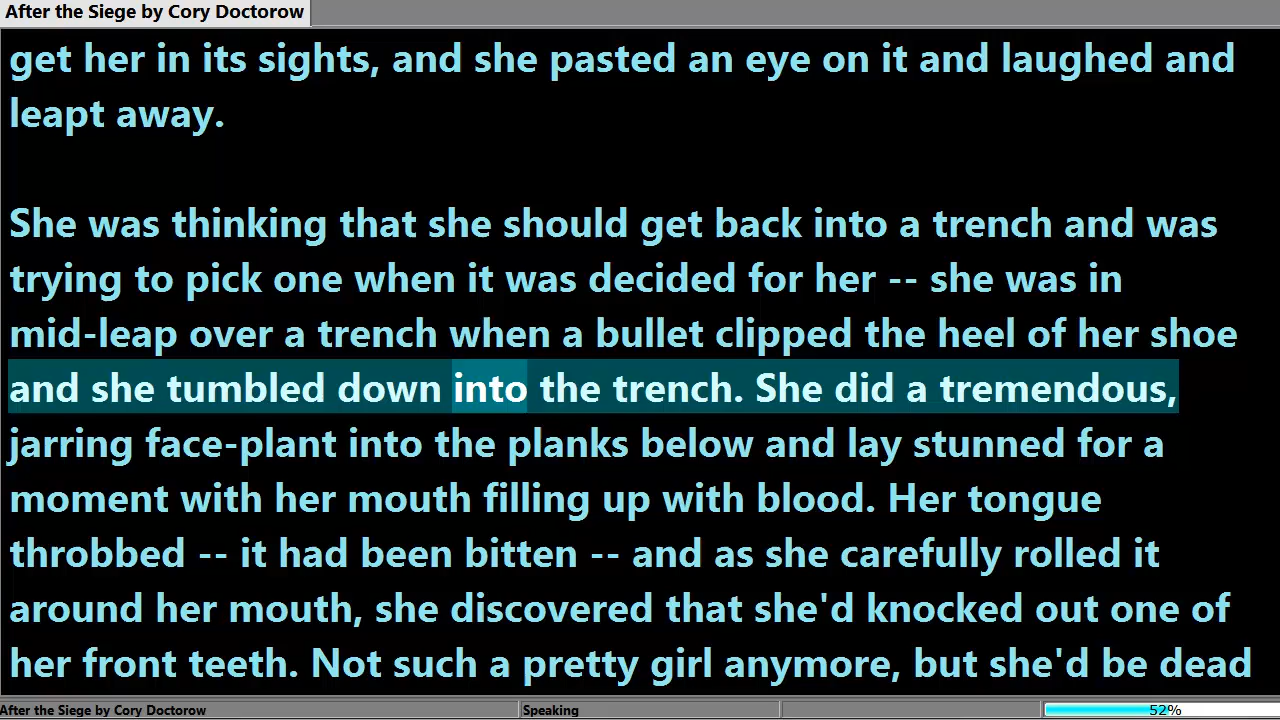 After the Siege by Cory Doctorow
get her in its sights, and she pasted an eye on it and laughed and
leapt away.
She was thinking that she should get back into a trench and was
trying to pick one when it was decided for her -- she was in
mid-leap over a trench when a bullet clipped the heel of her shoe
and she tumbled down into the trench. She did a tremendous,
jarring face-plant into the planks below and lay stunned for a
moment with her mouth filling up with blood. Her tongue
throbbed -- it had been bitten -- and as she carefully rolled it
around her mouth, she discovered that she'd knocked out one of
her front teeth. Not such a pretty girl anymore, but she'd be dead
After the Siege by Cory Doctorow
Speaking
52%